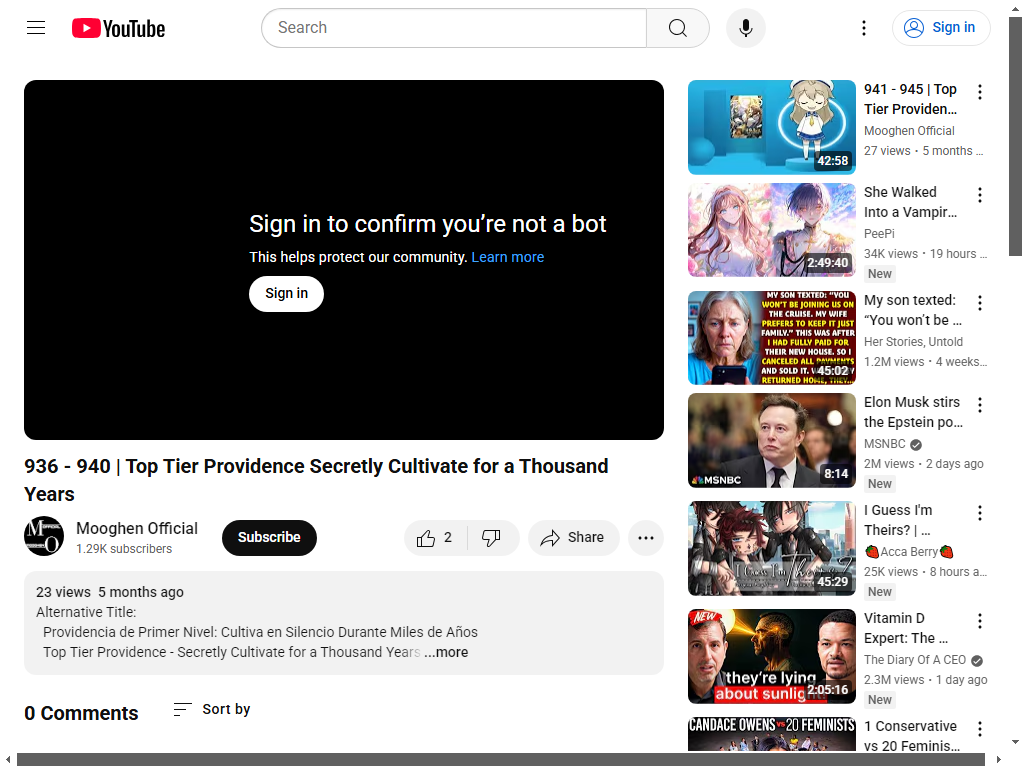 YouTube
Search
Sign in
Sign in to confirm you’re not a bot
This helps protect our community. Learn more
Sign in
936 - 940 | Top Tier Providence Secretly Cultivate for a Thousand
Years
Mooghen Official
1.29K subscribers
Subscribe
2
Share
23 views 5 months ago
Alternative Title:
Providencia de Primer Nivel: Cultiva en Silencio Durante Miles de Años
Top Tier Providence - Secretly Cultivate for a Thousand Years ...more
0 Comments
Sort by
42:58
941 - 945 | Top
Tier Providen...
Mooghen Official
27 views • 5 months ...
2:49:40
She Walked
Into a Vampir...
PeePi
34K views • 19 hours ...
New
MY SON TEXTED: “YOU
WON’T BE JOINING US ON
THE CRUISE. MY WIFE
PREFERS TO KEEP IT JUST
FAMILY.” THIS WAS AFTER
I HAD FULLY PAID FOR
THEIR NEW HOUSE. SO I
CANCELED ALL PAYMENTS
AND SOLD IT.
RETURNED HOME, THEY...
45:02
My son texted:
“You won’t be ...
Her Stories, Untold
1.2M views • 4 weeks...
MSNBC
8:14
Elon Musk stirs
the Epstein po...
MSNBC
2M views • 2 days ago
New
45:29
I Guess I'm
Theirs? | ...
🍓Acca Berry🍓
25K views • 8 hours a...
New
NEW
they're lying
about sunlight
2:05:16
Vitamin D
Expert: The ...
The Diary Of A CEO
2.3M views • 1 day ago
New
CANDACE OWENS VS 20 FEMINISTS
1 Conservative
vs 20 Feminis...